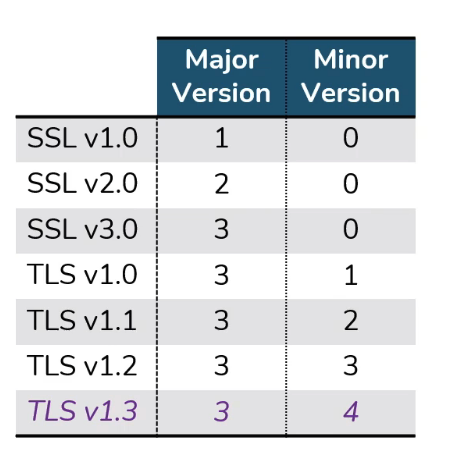 Major Minor
Version Version
SSL v1.0 1 0
SSL v2.0 2 0
SSL v3.0 3 0
TLS v1.0 3 1
TLS v1.1 3 2
TLS v1.2 3 3
TLS v1.3 3 4